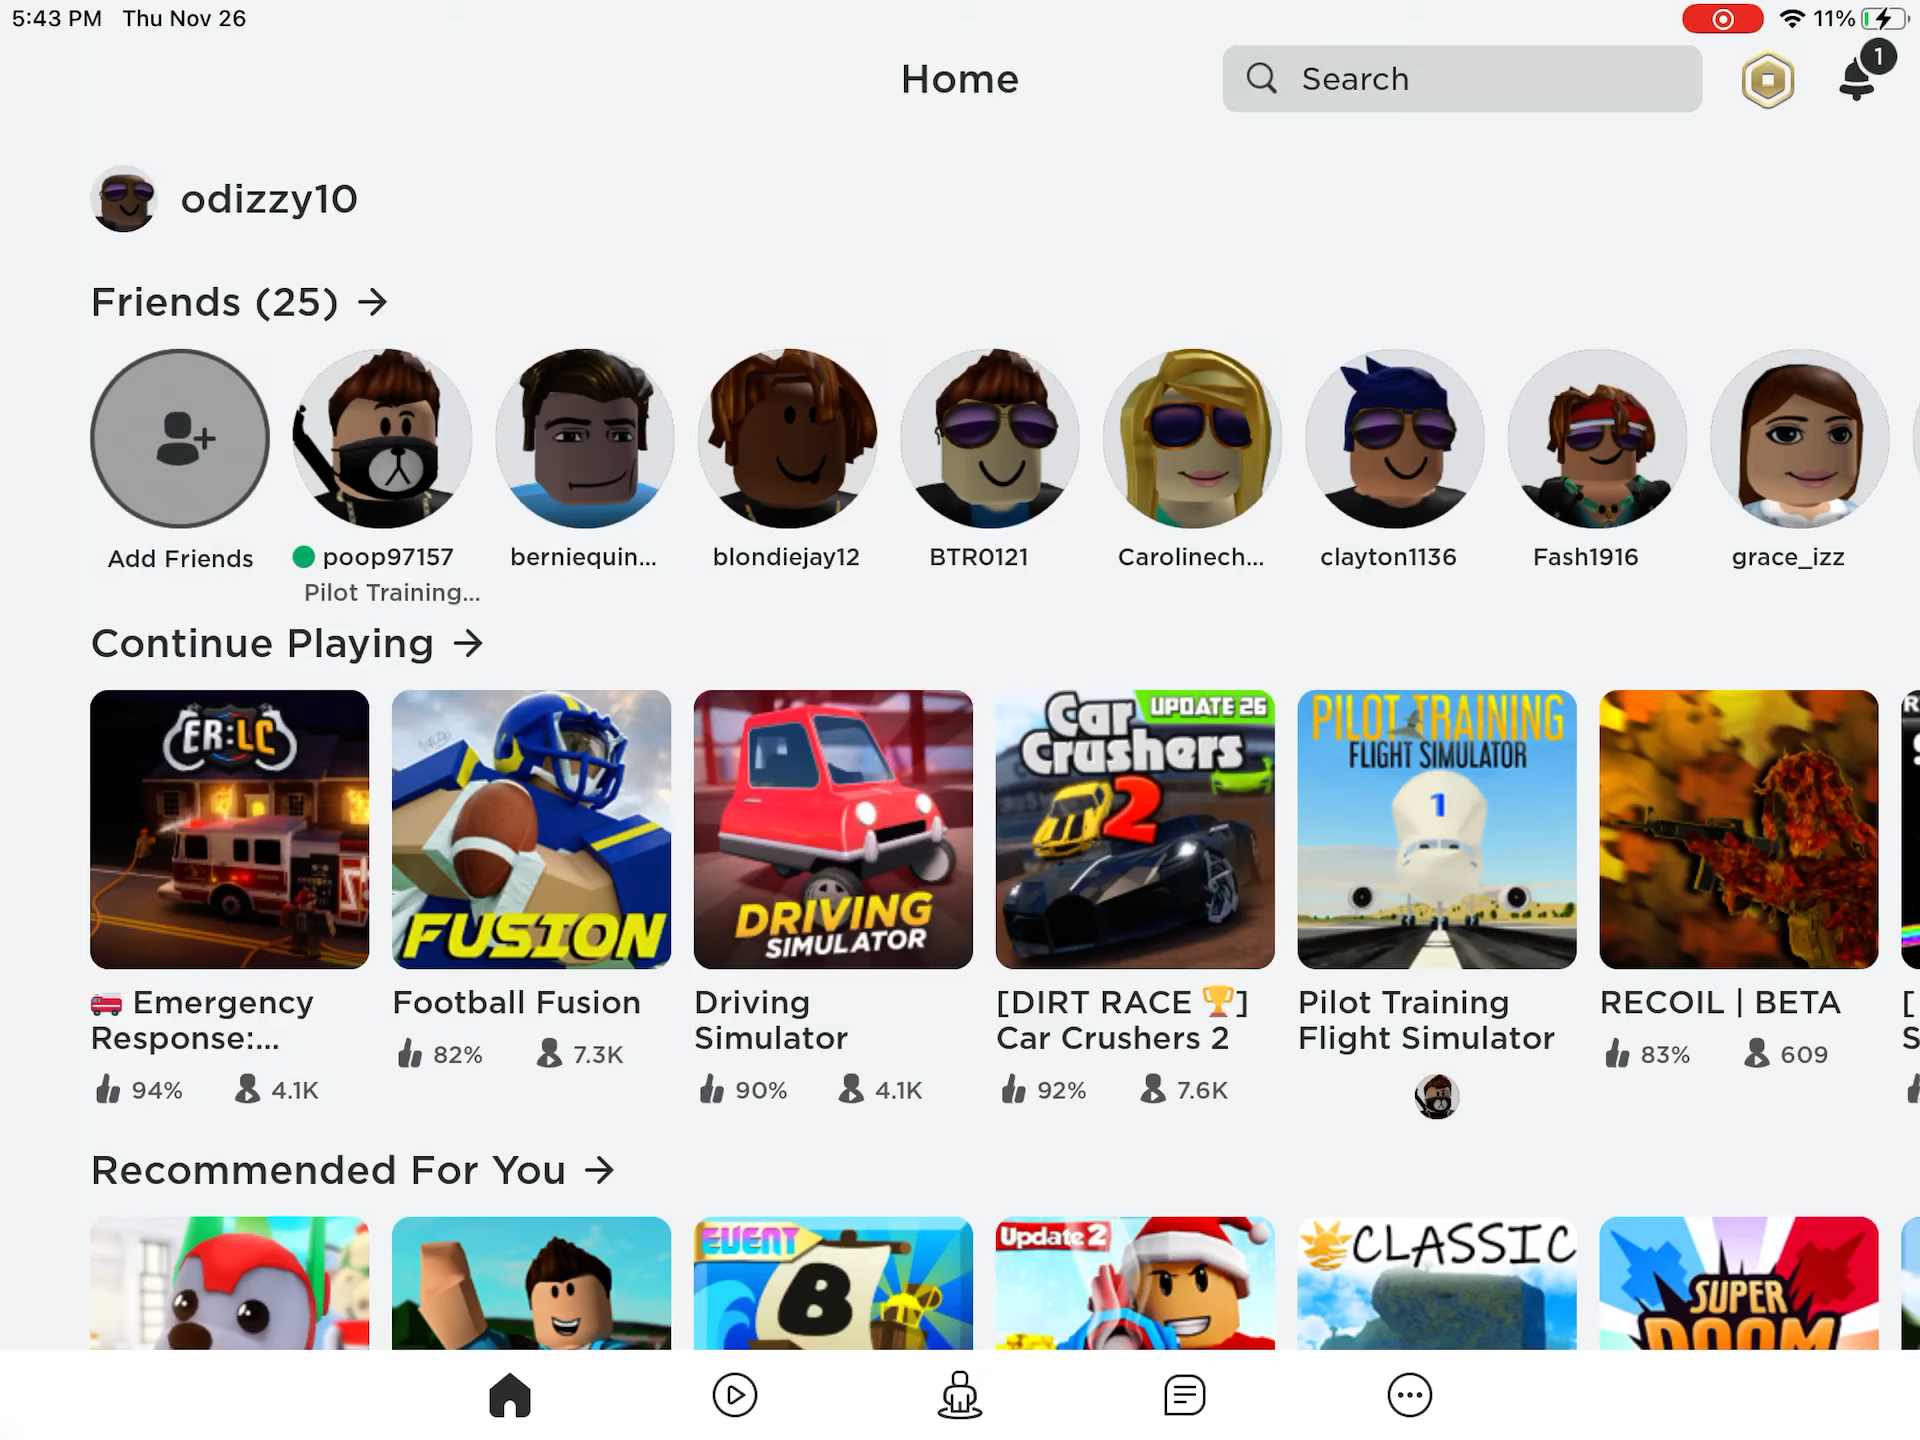 5:43 PM Thu Nov 26
11%
Home
Search
1
odizzy10
Friends (25)
Add Friends
poop97157
Pilot Training...
berniequin...
blondiejay12
BTR0121
Carolinech...
clayton1136
Fash1916
grace_izz
Continue Playing
ER:LC
FUSION
DRIVING
SIMULATOR
UPDATE 26
Car
Crushers
2
PILOT TRAINING
FLIGHT SIMULATOR
1
R
Emergency
Response:...
94% 4.1K
Football Fusion
82% 7.3K
Driving
Simulator
90% 4.1K
[DIRT RACE 🏆]
Car Crushers 2
92% 7.6K
Pilot Training
Flight Simulator
RECOIL | BETA
83% 609
[
S
Recommended For You
EVENT
B
Update 2
CLASSIC
SUPER
DOOM